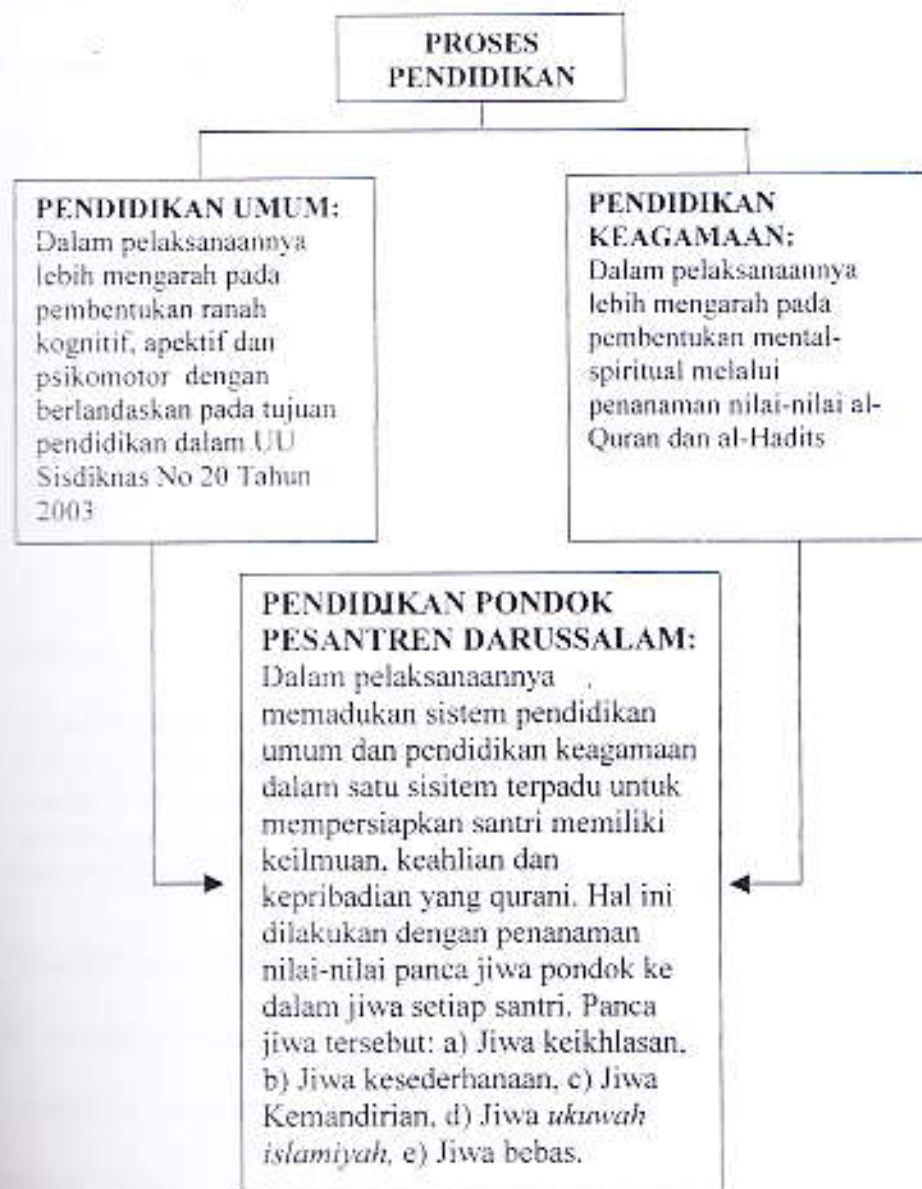 PROSES
PENDIDIKAN
PENDIDIKAN UMUM:
Dalam pelaksanaannya
lebih mengarah pada
pembentukan ranah
kognitif, apektif dan
psikomotor dengan
berlandaskan pada tujuan
pendidikan dalam UU
Sisdiknas No 20 Tahun
2003
PENDIDIKAN
KEAGAMAAN:
Dalam pelaksanaannya
lebih mengarah pada
pembentukan mental-
spiritual melalui
penanaman nilai-nilai al-
Quran dan al-Hadits
PENDIDIKAN PONDOK
PESANTREN DARUSSALAM:
Dalam pelaksanaannya
memadukan sistem pendidikan
umum dan pendidikan keagamaan
dalam satu sisitem terpadu untuk
mempersiapkan santri memiliki
keilmuan, keahlian dan
kepribadian yang qurani. Hal ini
dilakukan dengan penanaman
nilai-nilai panca jiwa pondok ke
dalam jiwa setiap santri. Panca
jiwa tersebut: a) Jiwa keikhlasan,
b) Jiwa kesederhanaan, c) Jiwa
Kemandirian, d) Jiwa ukuwah
islamiyah, e) Jiwa bebas.